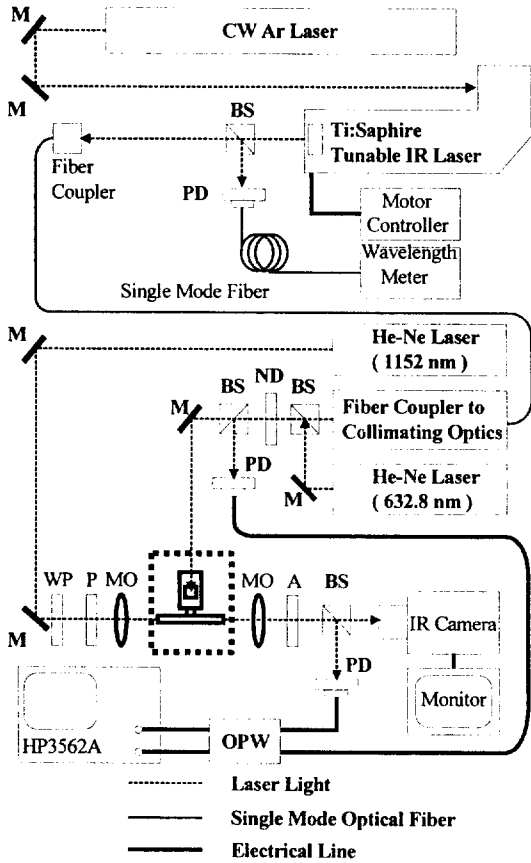 M
CW Ar Laser
M
BS
Ti:Saphire
Tunable IR Laser
Fiber
Coupler
PD
Motor
Controller
Wavelength
Meter
Single Mode Fiber
M
He-Ne Laser
( 1152 nm )
BS
ND
BS
M
Fiber Coupler to
Collimating Optics
PD
M
He-Ne Laser
( 632.8 nm )
WP
P
MO
MO
A
BS
M
IR Camera
PD
Monitor
HP3562A
OPW
Laser Light
Single Mode Optical Fiber
Electrical Line